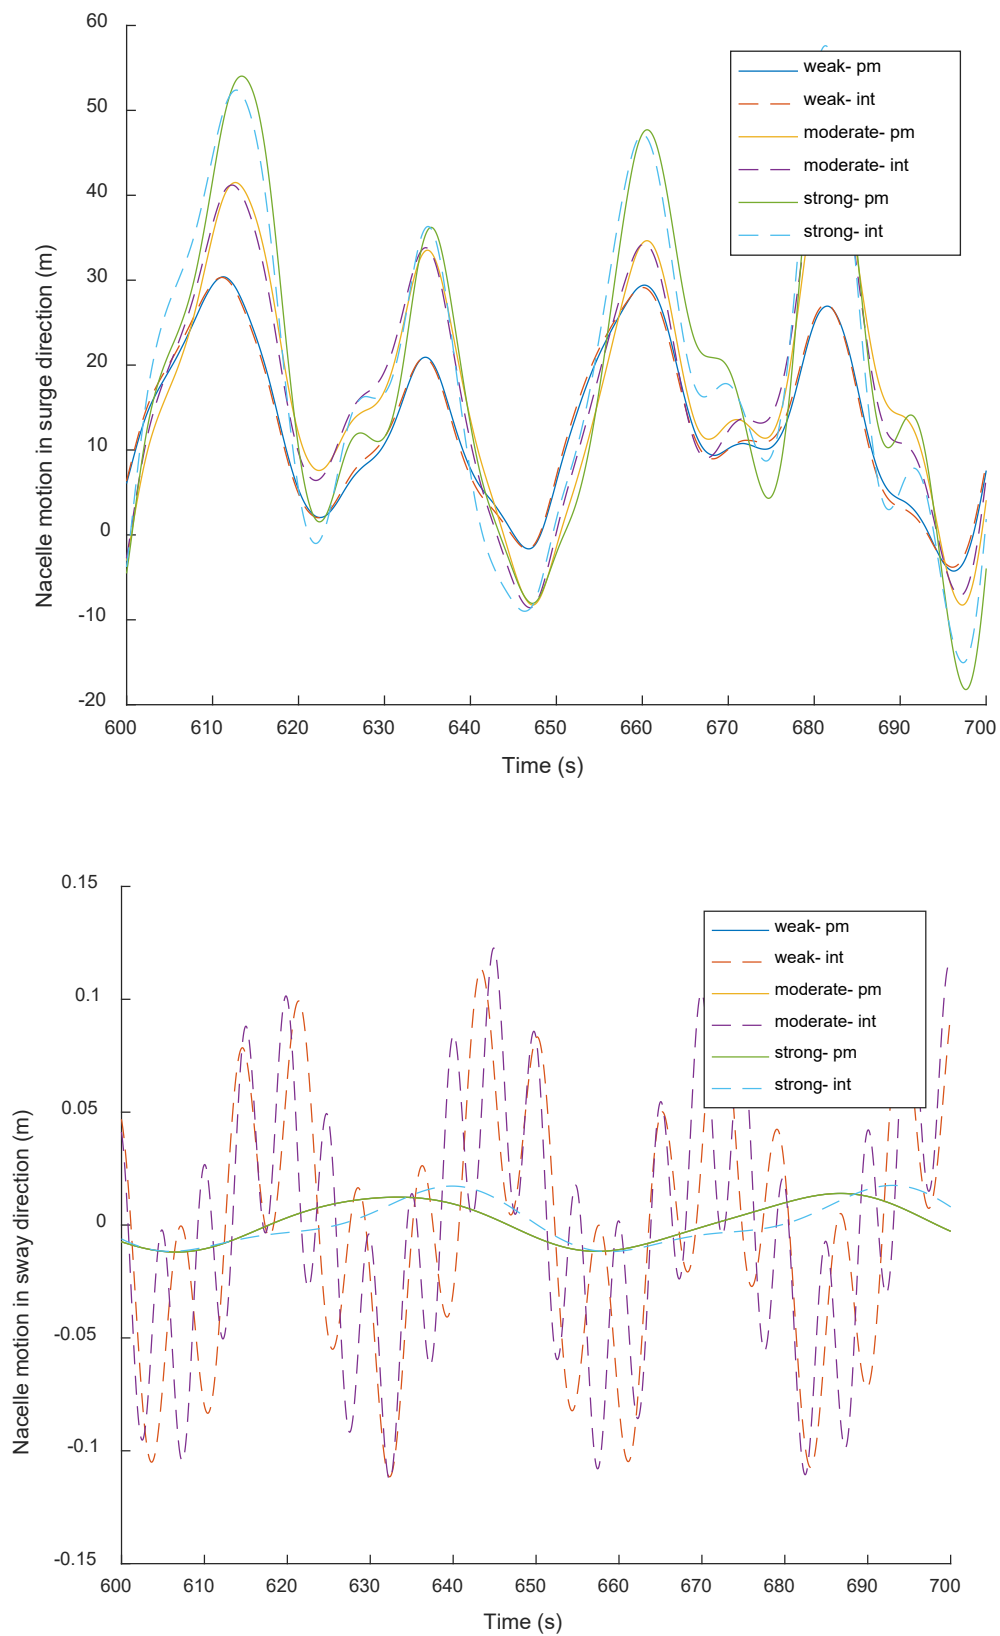 60
50
40
30
20
10
0
-10
-20
Nacelle motion in surge direction (m)
weak- pm
weak- int
moderate- pm
moderate- int
strong- pm
strong- int
600 610 620 630 640 650 660 670 680 690 700
Time (s)
0.15
0.1
0.05
0
-0.05
-0.1
-0.15
Nacelle motion in sway direction (m)
weak- pm
weak- int
moderate- pm
moderate- int
strong- pm
strong- int
600 610 620 630 640 650 660 670 680 690 700
Time (s)